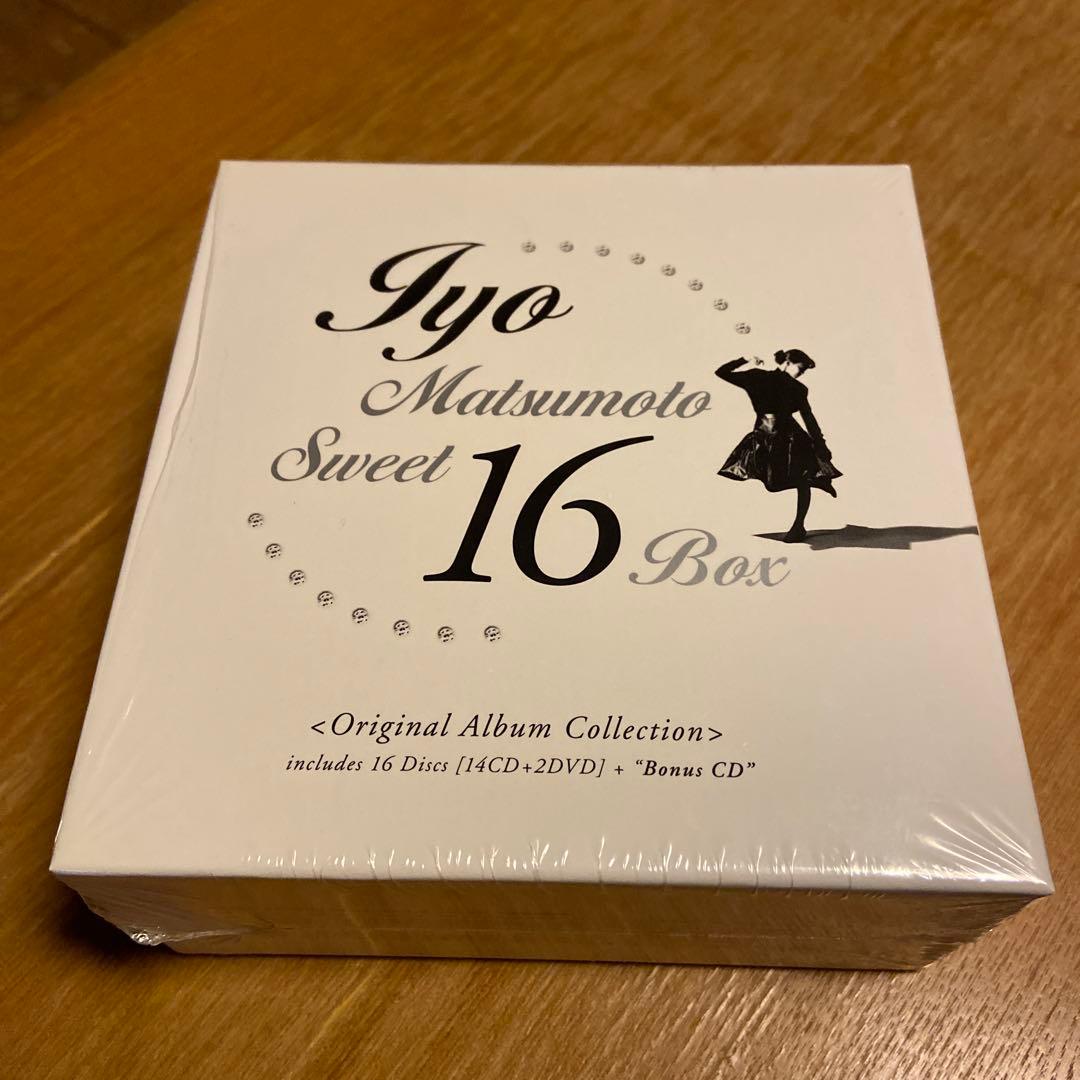 Iyo
Matsumoto
Sweet 16 Box
<Original Album Collection>
includes 16 Discs [14CD+2DVD] + “Bonus CD”